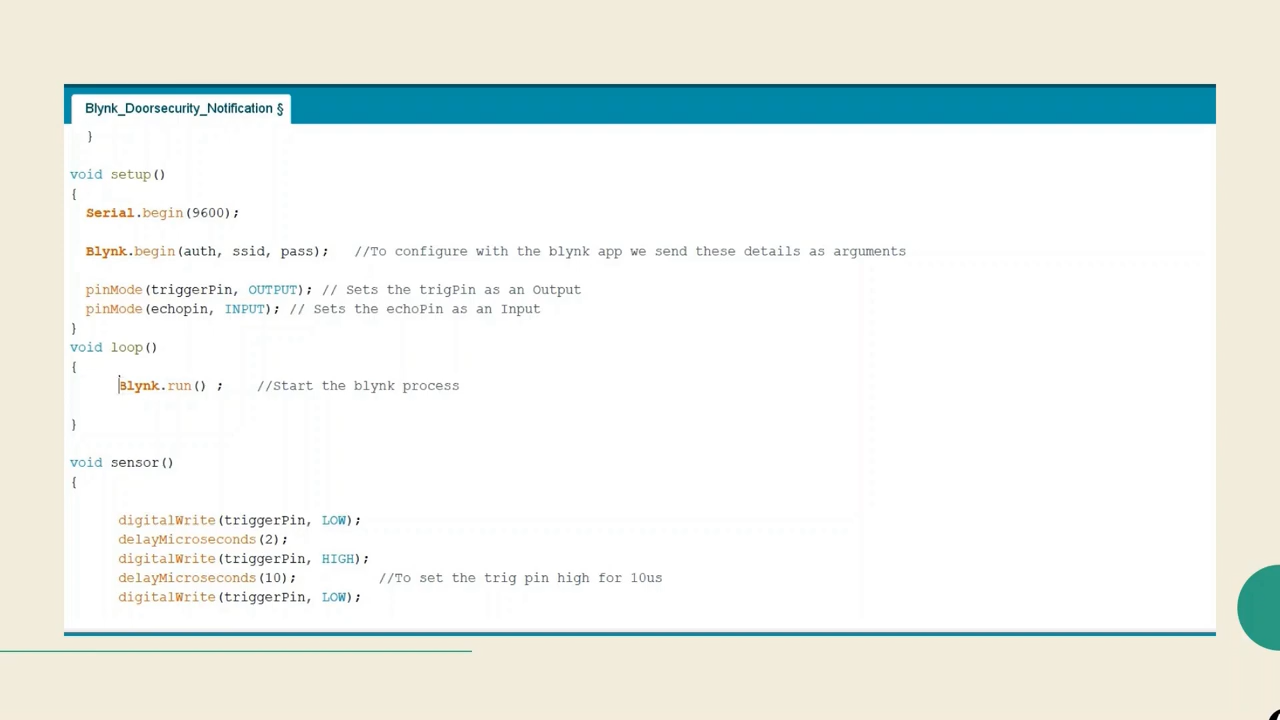 Blynk_Doorsecurity_Notification §
}
void setup()
{
Serial.begin(9600);
Blynk.begin(auth, ssid, pass);   //To configure with the blynk app we send these details as arguments
pinMode(triggerPin, OUTPUT); // Sets the trigPin as an Output
pinMode(echopin, INPUT); // Sets the echoPin as an Input
}
void loop()
{
Blynk.run() ;    //Start the blynk process
}
void sensor()
{
digitalWrite(triggerPin, LOW);
delayMicroseconds(2);
digitalWrite(triggerPin, HIGH);
delayMicroseconds(10);          //To set the trig pin high for 10us
digitalWrite(triggerPin, LOW);